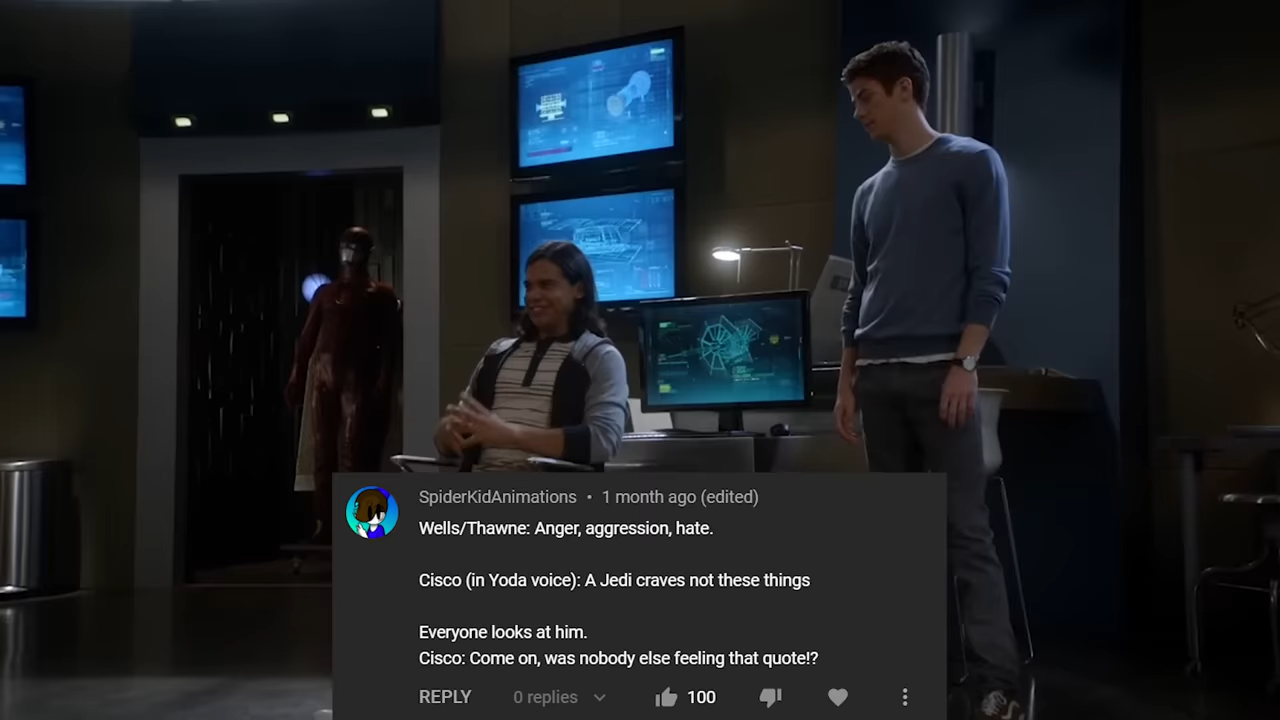 SpiderKidAnimations • 1 month ago (edited)
Wells/Thawne: Anger, aggression, hate.
Cisco (in Yoda voice): A Jedi craves not these things
Everyone looks at him.
Cisco: Come on, was nobody else feeling that quote!?
REPLY 0 replies 100